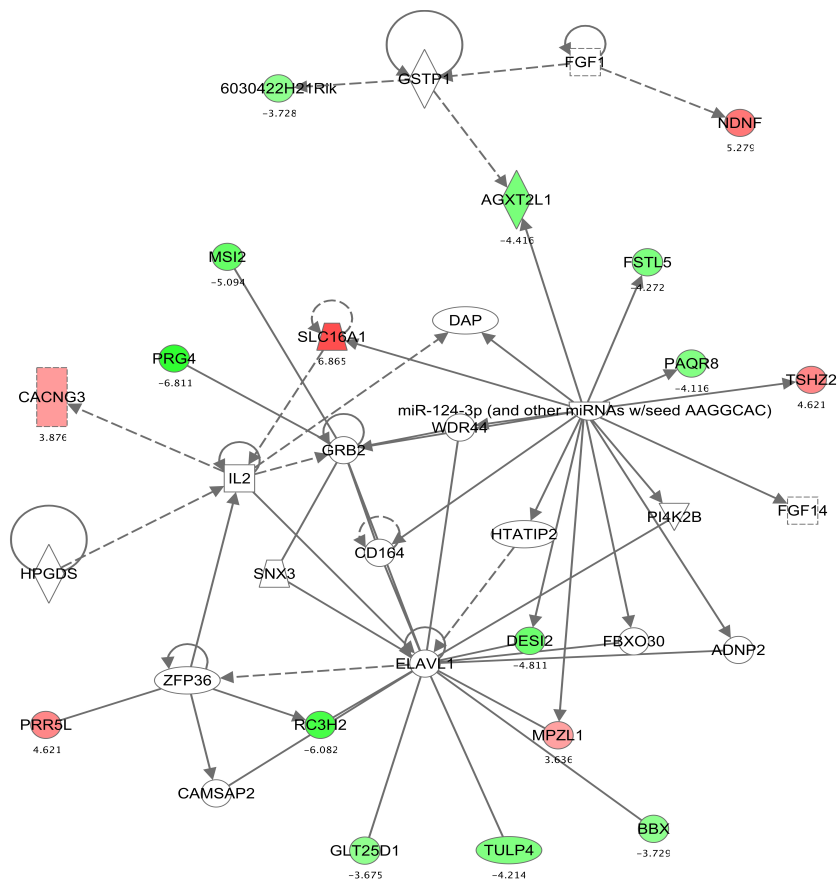 FGF1
GSTP1
6030422H21Rik
-3.728
NDNF
5.279
AGXT2L1
-4.416
MSI2
-5.094
FSTL5
-4.272
DAP
SLC16A1
6.865
PRG4
-6.811
PAQR8
-4.116
TSHZ2
4.621
CACNG3
3.876
miR-124-3p (and other miRNAs w/seed AAGGCAC)
WDR44
GRB2
IL2
PI4K2B
FGF14
HTATIP2
CD164
HPGDS
SNX3
DESI2
-4.811
FBXO30
ADNP2
ELAVL1
ZFP36
PRR5L
4.621
RC3H2
-6.082
MPZL1
3.636
CAMSAP2
BBX
-3.729
GLT25D1
-3.675
TULP4
-4.214